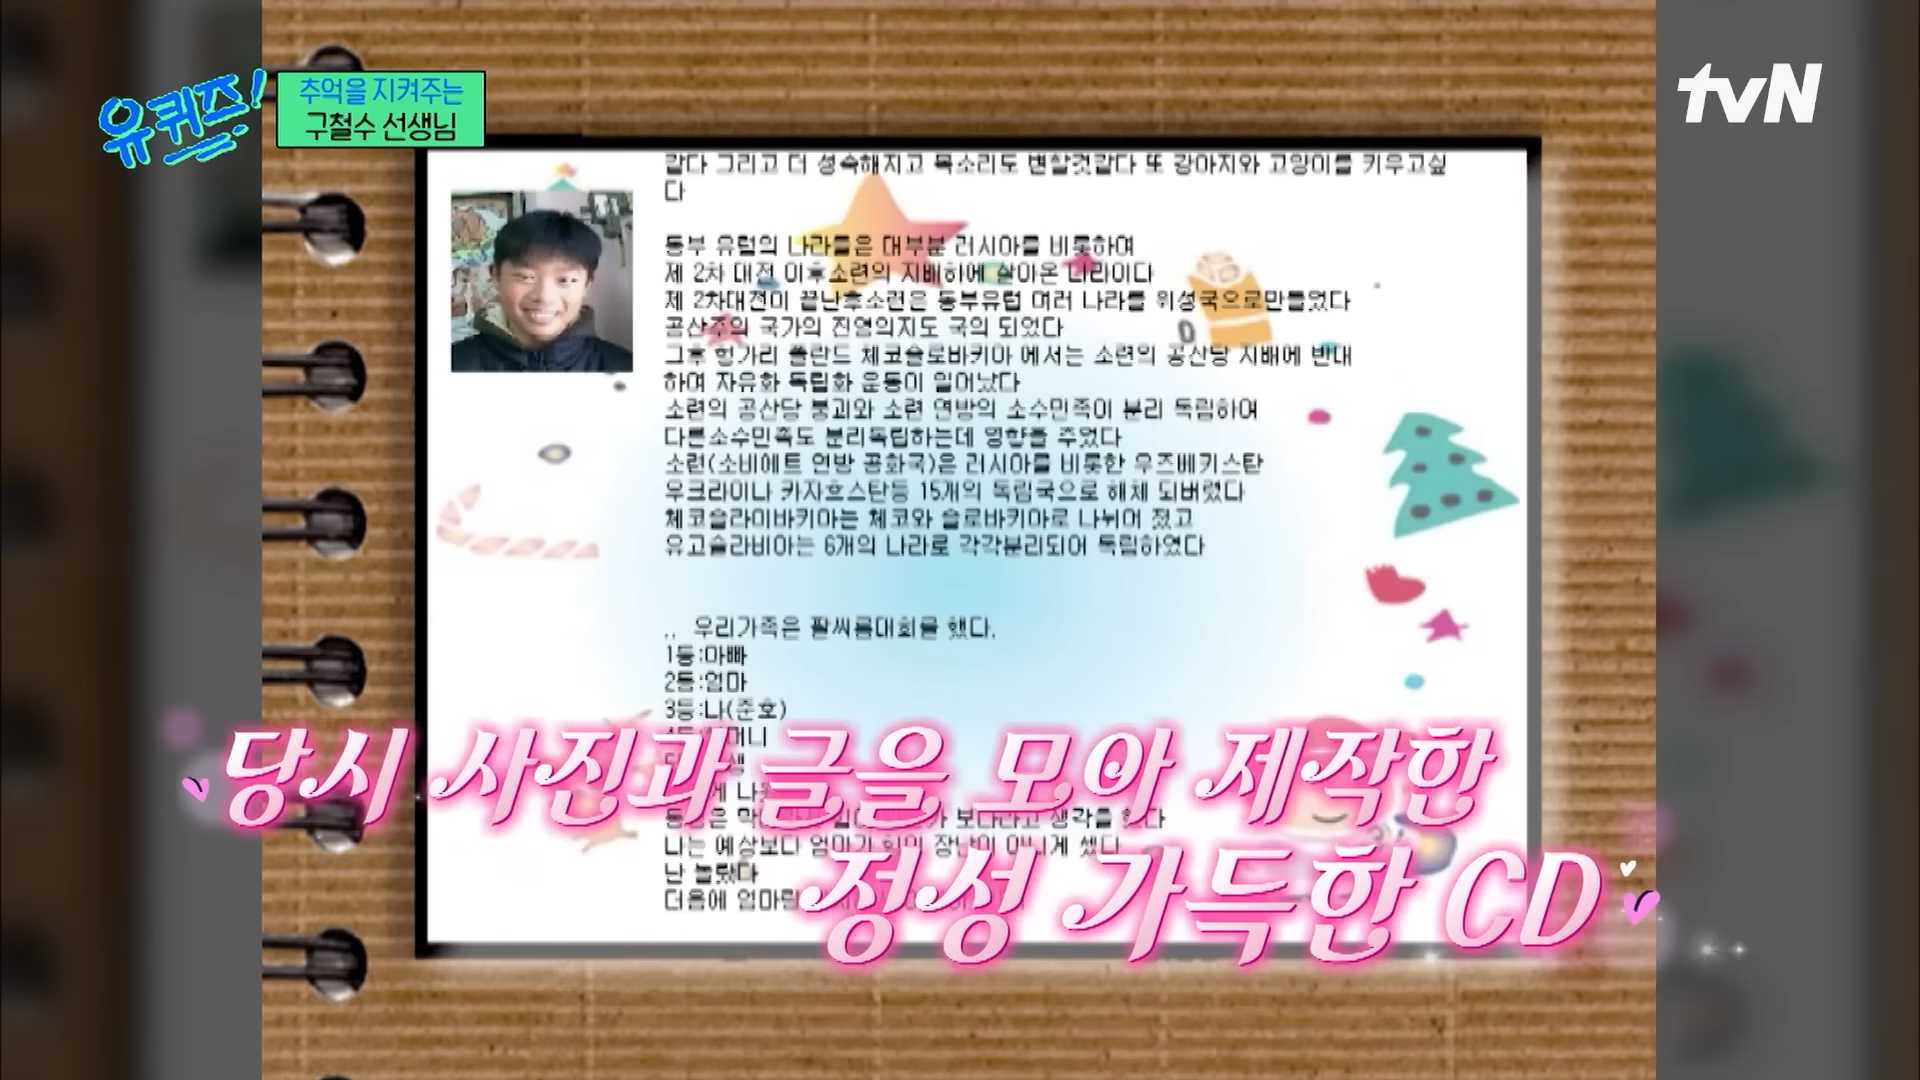 유퀴즈!
추억을 지켜주는
구철수 선생님
tvN
같다 그리고 더 성숙해지고 목소리도 변할것같다 또 강아지와 고양이를 키우고싶
다
동부 유럽의 나라들은 대부분 러시아를 비롯하여
제 2차 대전 이후소련의 지배하에 살아온 나라이다
제 2차대전이 끝난후소련은 동부유럽 여러 나라를 위성국으로만들었다
공산주의 국가의 진영의지도 국의 되었다
그후 헝가리 폴란드 체코슬로바키아 에서는 소련의 공산당 지배에 반대
하여 자유화 독립화 운동이 일어났다
소련의 공산당 붕괴와 소련 연방의 소수민족이 분리 독립하여
다른소수민족도 분리독립하는데 영향을 주었다
소련(소비에트 연방 공화국)은 러시아를 비롯한 우즈베키스탄
우크라이나 카자흐스탄등 15개의 독립국으로 해체 되버렸다
체코슬라이바키아는 체코와 슬로바키아로 나뉘어 졌고
유고슬라비아는 6개의 나라로 각각분리되어 독립하였다
.. 우리가족은 팔씨름대회를 했다.
1등:아빠
2등:엄마
3등:나(준호)
보다라고 생각을 했다
나는 예상보다 엄마가 힘이 장난이 아니게 셌다
난 놀랐다
다음에
당시 사진과 글을 모아 제작한
정성 가득한 CD